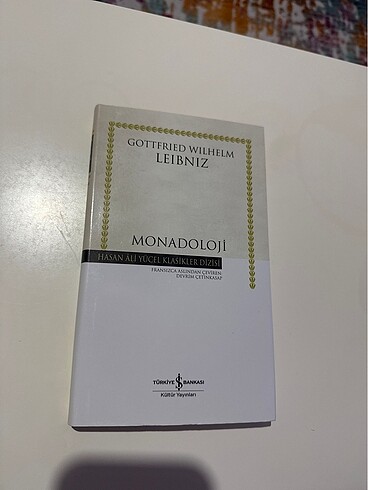 GOTTFRIED WILHELM
LEIBNIZ
MONADOLOJİ
HASAN ÂLİ YÜCEL KLASİKLER DİZİSİ
FRANSIZCA ASLINDAN ÇEVİREN
DEVRİM ÇETİNKASAP
TÜRKİYE İŞ BANKASI
Kültür Yayınları